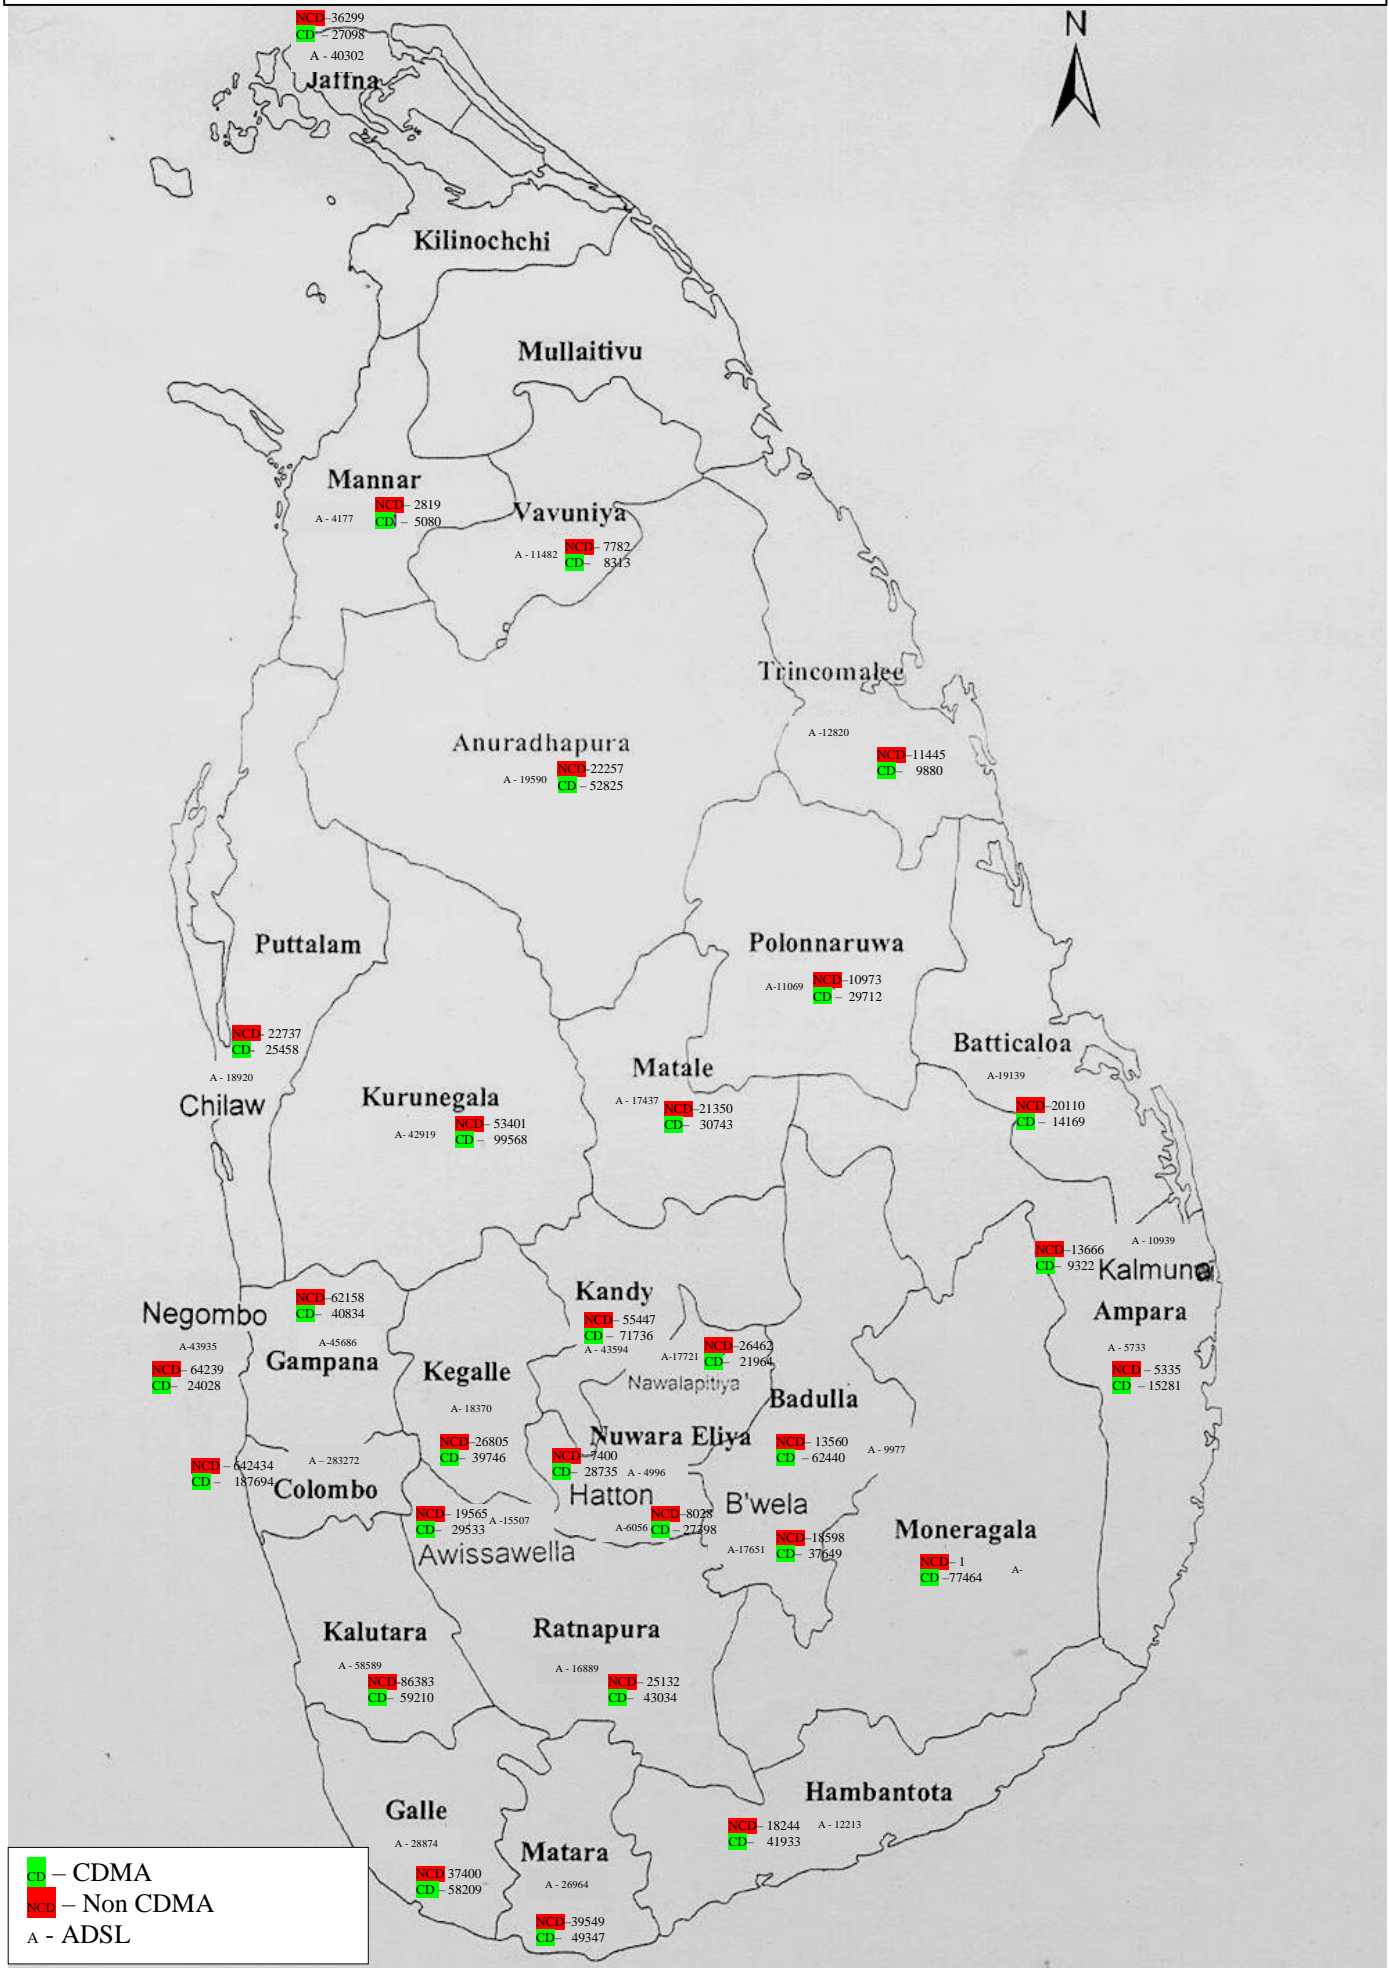 N
NCD–36299
CD – 27098
A - 40302
Jaffna
Kilinochchi
Mullaitivu
Mannar
NCD– 2819
A - 4177
CD – 5080
Vavuniya
NCD– 7782
A - 11482
CD– 8313
Trincomalee
A -12820
NCD–11445
CD– 9880
Anuradhapura
NCD-22257
A - 19590
CD – 52825
Puttalam
NCD- 22737
CD- 25458
A - 18920
Chilaw
Polonnaruwa
NCD–10973
A-11069
CD – 29712
Batticaloa
A-19139
NCD–20110
CD – 14169
Matale
A - 17437
NCD–21350
CD– 30743
Kurunegala
NCD– 53401
A- 42919
CD – 99568
A - 10939
NCD–13666
CD– 9322
Kalmunai
Ampara
A - 5733
NCD – 5335
CD – 15281
Negombo
A-43935
NCD– 64239
CD– 24028
NCD–62158
CD– 40834
A-45686
Gampana
Kandy
NCD– 55447
CD – 71736
A - 43594
NCD–26462
A-17721
CD– 21964
Nawalapitiya
Kegalle
A- 18370
NCD–26805
CD– 39746
Nuwara Eliya
NCD– 7400
CD– 28735
A - 4996
Hatton
NCD–8028
A-6056
CD – 27398
Badulla
NCD– 13560
CD – 62440
A - 9977
B'wela
NCD–18598
A-17651
CD– 37649
NCD – 642434
CD – 187694
A – 283272
Colombo
NCD– 19565
CD– 29533
A -15507
Awissawella
Moneragala
NCD– 1
CD –77464
A-
Kalutara
A - 58589
NCD-86383
CD– 59210
Ratnapura
A - 16889
NCD– 25132
CD– 43034
Hambantota
NCD– 18244
CD– 41933
A - 12213
Galle
A - 28874
NCD 37400
CD – 58209
Matara
A - 26964
NCD–39549
CD– 49347
CD – CDMA
NCD – Non CDMA
A - ADSL